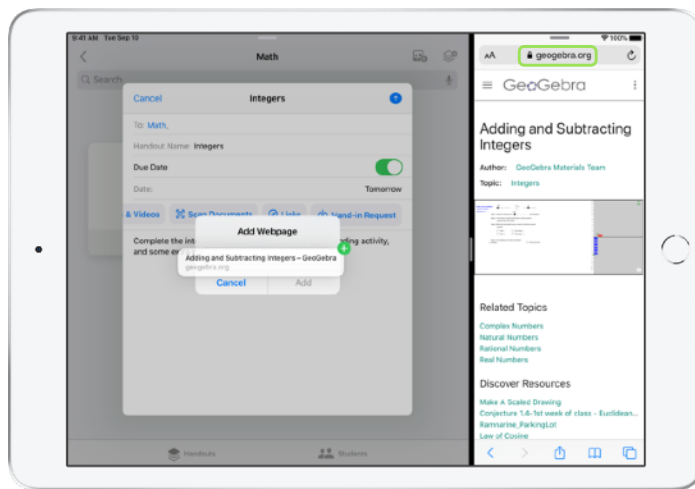 9:41 AM Tue Sep 10
Math
Search
Cancel
Integers
To: Math,
Handout Name: Integers
Due Date
Date:
Tomorrow
& Videos
Scan Documents
Links
Hand-in Request
Complete the
activity,
and some
Add Webpage
Adding and Subtracting Integers – GeoGebra
geogebra.org
Cancel
Add
Handouts
Students
100%
AA
geogebra.org
GeoGebra
Adding and Subtracting
Integers
Author: GeoGebra Materials Team
Topic: Integers
Related Topics
Complex Numbers
Natural Numbers
Rational Numbers
Real Numbers
Discover Resources
Make A Scaled Drawing
Conjecture 1.4-1st week of class - Euclidean...
Ramnarine_ParkingLot
Law of Cosine